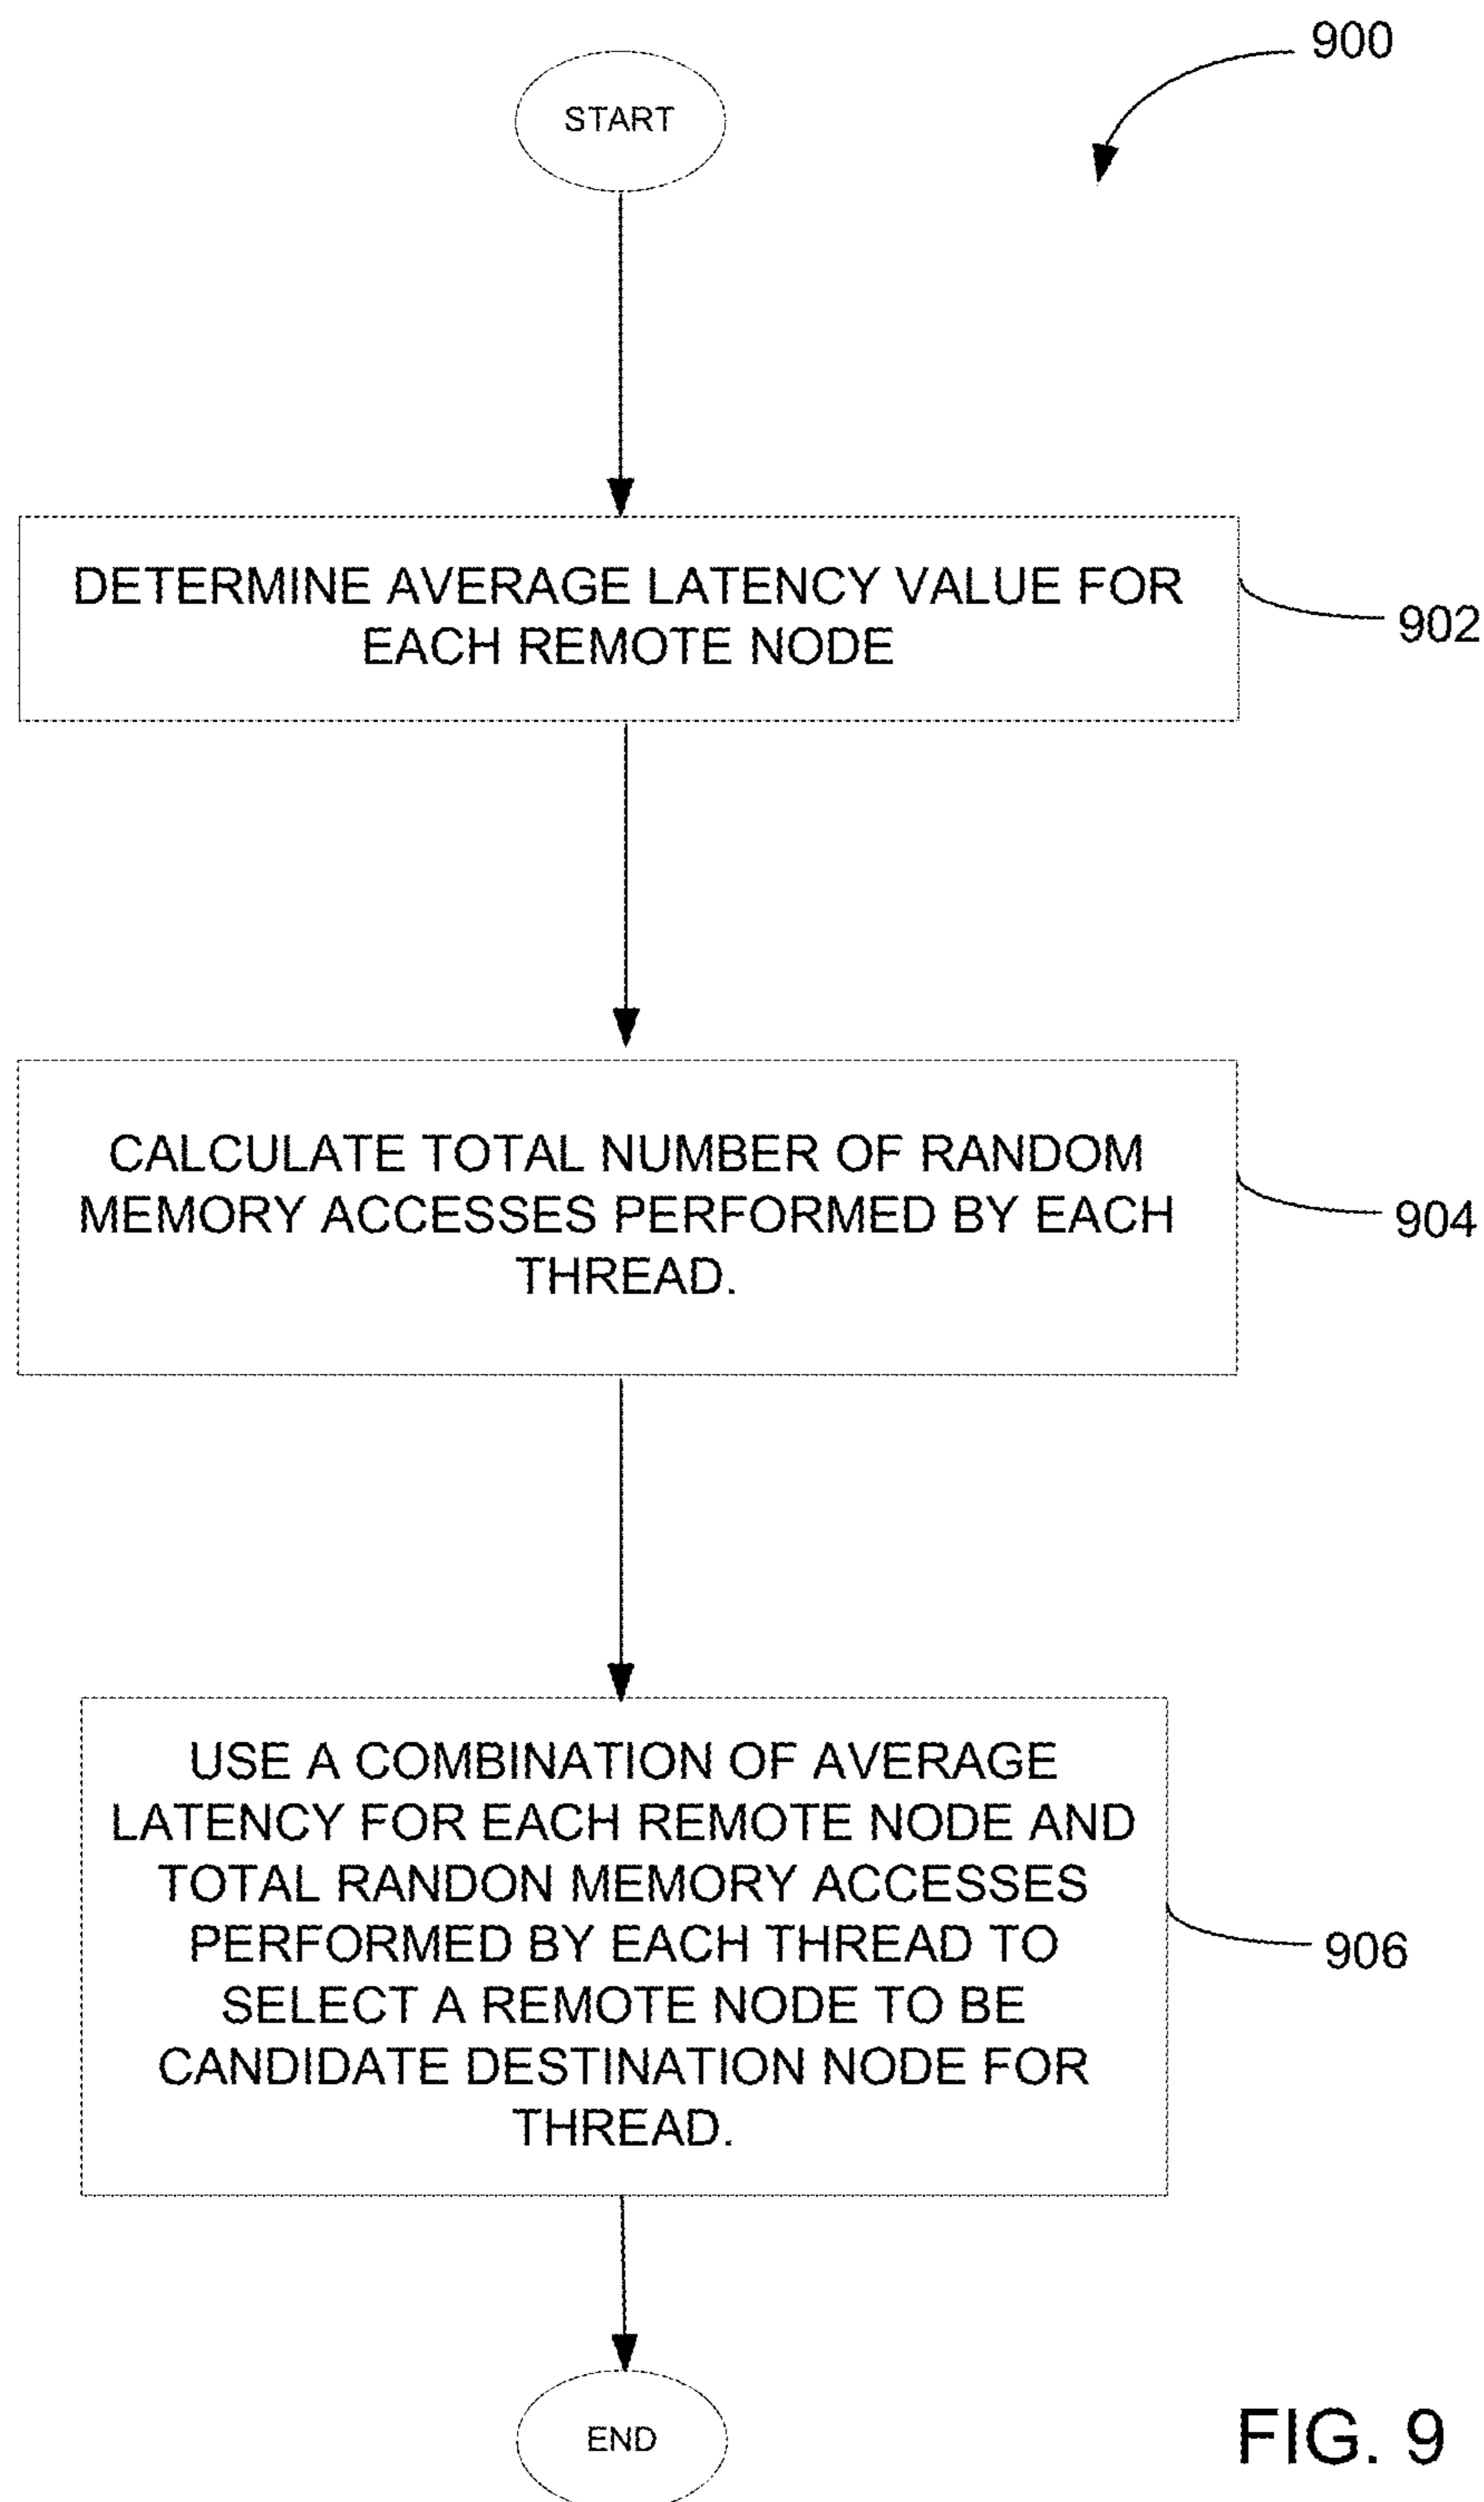 900
START
DETERMINE AVERAGE LATENCY VALUE FOR
EACH REMOTE NODE
902
CALCULATE TOTAL NUMBER OF RANDOM
MEMORY ACCESSES PERFORMED BY EACH
THREAD.
904
USE A COMBINATION OF AVERAGE
LATENCY FOR EACH REMOTE NODE AND
TOTAL RANDON MEMORY ACCESSES
PERFORMED BY EACH THREAD TO
SELECT A REMOTE NODE TO BE
CANDIDATE DESTINATION NODE FOR
THREAD.
906
END
FIG. 9